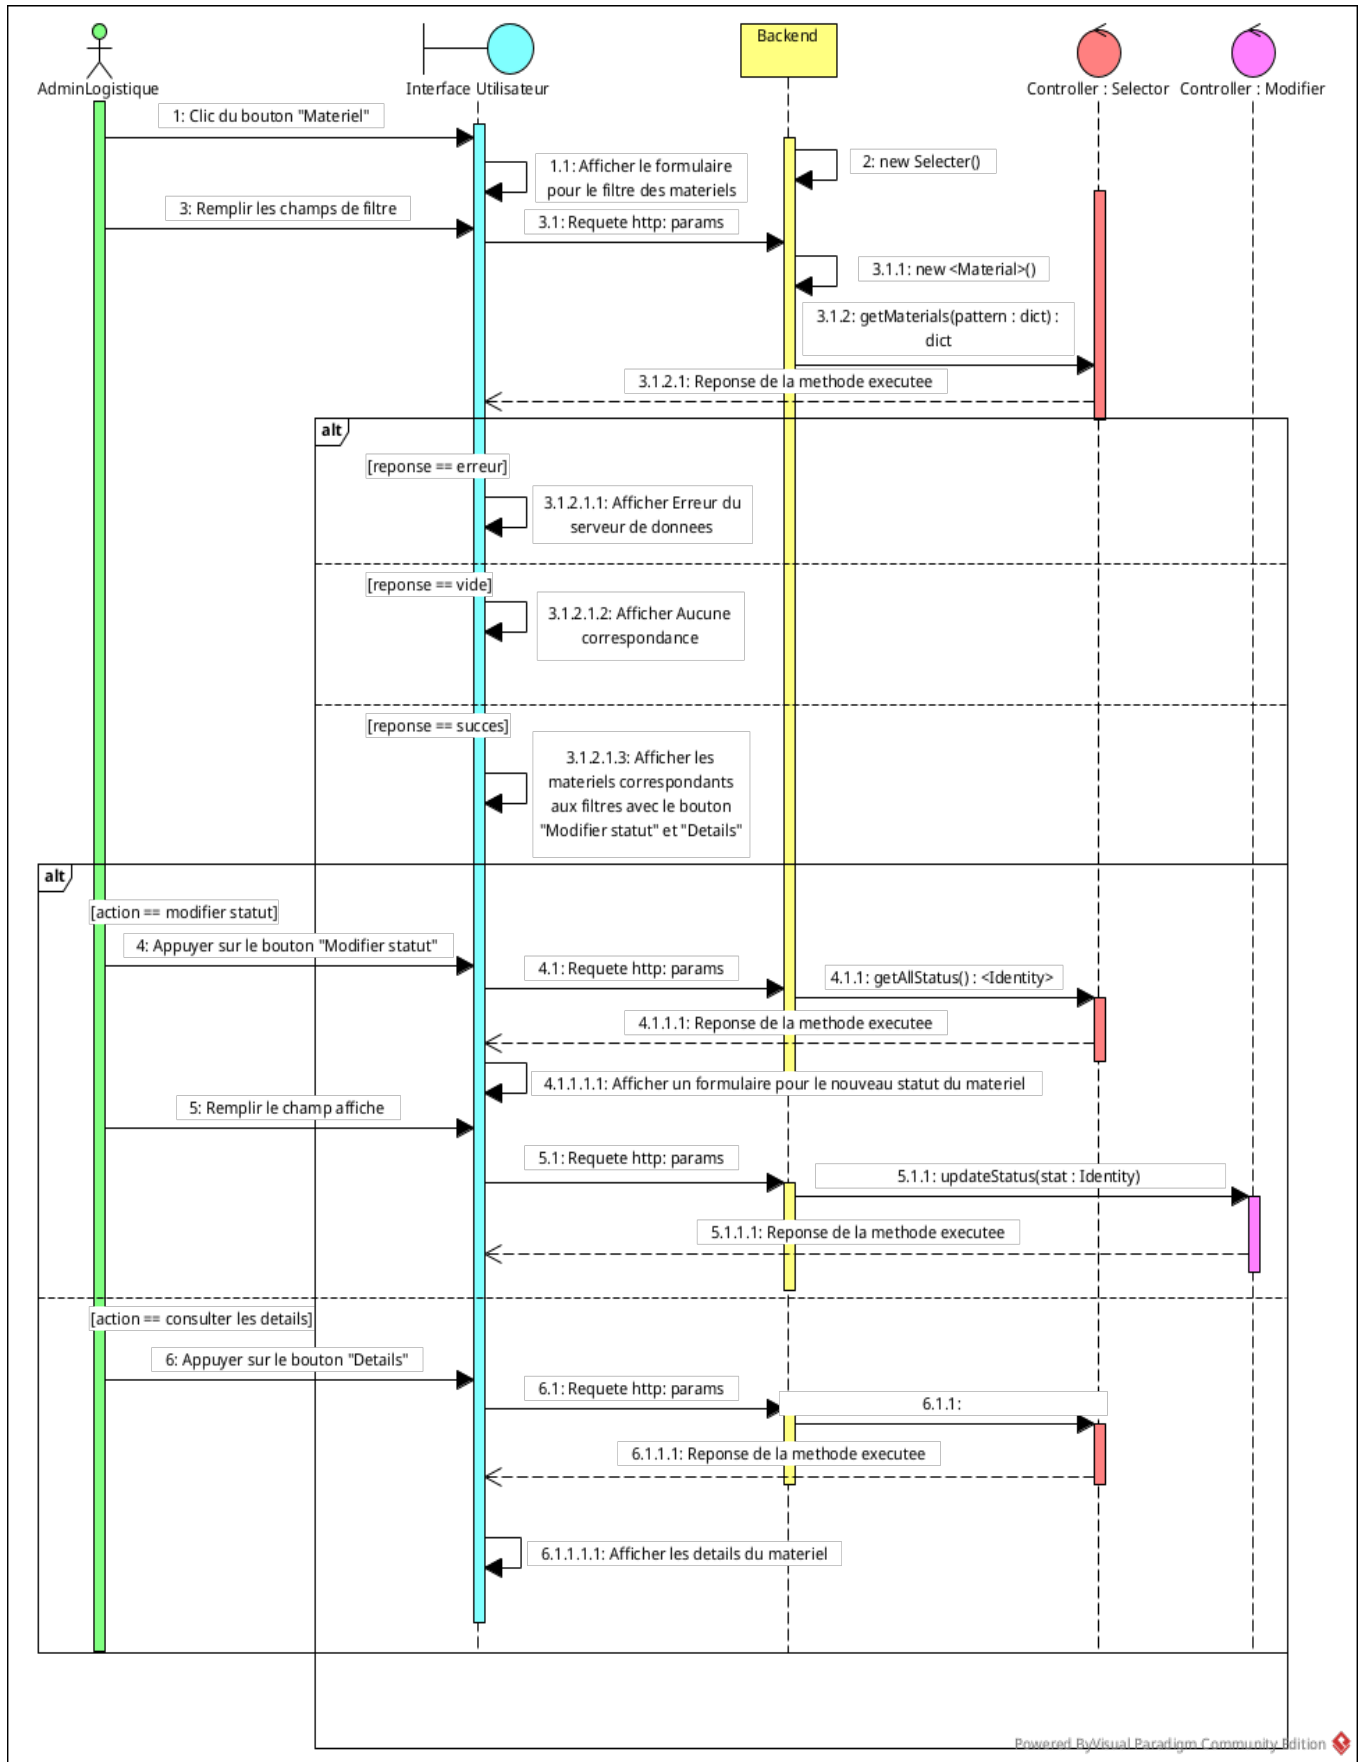 Backend
AdminLogistique
Interface Utilisateur
Controller : Selector
Controller : Modifier
1: Clic du bouton "Materiel"
1.1: Afficher le formulaire
pour le filtre des materiels
2: new Selecter()
3: Remplir les champs de filtre
3.1: Requete http: params
3.1.1: new <Material>()
3.1.2: getMaterials(pattern : dict) :
dict
3.1.2.1: Reponse de la methode executee
alt
[reponse == erreur]
3.1.2.1.1: Afficher Erreur du
serveur de donnees
[reponse == vide]
3.1.2.1.2: Afficher Aucune
correspondance
[reponse == succes]
3.1.2.1.3: Afficher les
materiels correspondants
aux filtres avec le bouton
"Modifier statut" et "Details"
alt
[action == modifier statut]
4: Appuyer sur le bouton "Modifier statut"
4.1: Requete http: params
4.1.1: getAllStatus() : <Identity>
4.1.1.1: Reponse de la methode executee
4.1.1.1.1: Afficher un formulaire pour le nouveau statut du materiel
5: Remplir le champ affiche
5.1: Requete http: params
5.1.1: updateStatus(stat : Identity)
5.1.1.1: Reponse de la methode executee
[action == consulter les details]
6: Appuyer sur le bouton "Details"
6.1: Requete http: params
6.1.1:
6.1.1.1: Reponse de la methode executee
6.1.1.1.1: Afficher les details du materiel
Powered By Visual Paradigm Community Edition